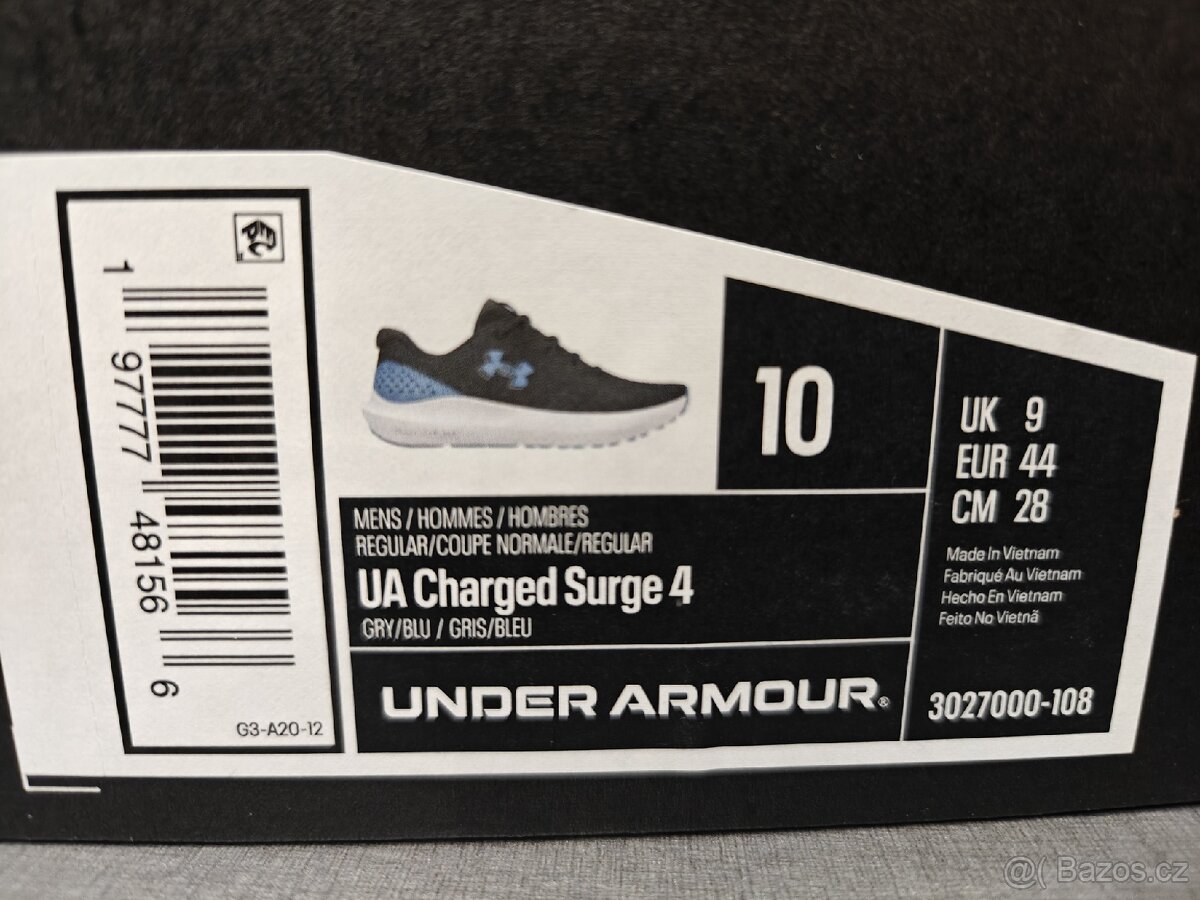 1 97777 48156 6
G3-A20-12
10
UK 9
EUR 44
CM 28
MENS / HOMMES / HOMBRES
REGULAR/COUPE NORMALE/REGULAR
UA Charged Surge 4
GRY/BLU / GRIS/BLEU
Made In Vietnam
Fabriqué Au Vietnam
Hecho En Vietnam
Feito No Vietnã
UNDER ARMOUR®
3027000-108
@( Bazos.cz